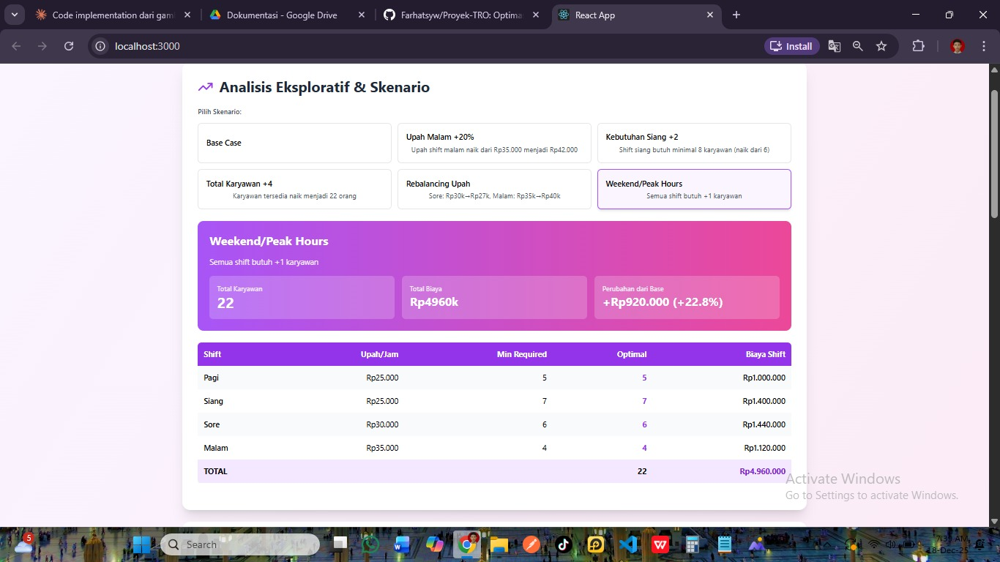 Code implementation dari gam
Dokumentasi - Google Drive
Farhatsyw/Proyek-TRO: Optima
React App
localhost:3000
Install
Analisis Eksploratif & Skenario
Pilih Skenario:
Base Case
Upah Malam +20%
Upah shift malam naik dari Rp35.000 menjadi Rp42.000
Kebutuhan Siang +2
Shift siang butuh minimal 8 karyawan (naik dari 6)
Total Karyawan +4
Karyawan tersedia naik menjadi 22 orang
Rebalancing Upah
Sore: Rp30k→Rp27k, Malam: Rp35k→Rp40k
Weekend/Peak Hours
Semua shift butuh +1 karyawan
Weekend/Peak Hours
Semua shift butuh +1 karyawan
Total Karyawan
22
Total Biaya
Rp4960k
Perubahan dari Base
+Rp920.000 (+22.8%)
Shift Upah/Jam Min Required Optimal Biaya Shift
Pagi Rp25.000 5 5 Rp1.000.000
Siang Rp25.000 7 7 Rp1.400.000
Sore Rp30.000 6 6 Rp1.440.000
Malam Rp35.000 4 4 Rp1.120.000
TOTAL 22 Rp4.960.000
Activate Windows
Go to Settings to activate Windows.
5
Search
7:39 AM
18-Dec-25